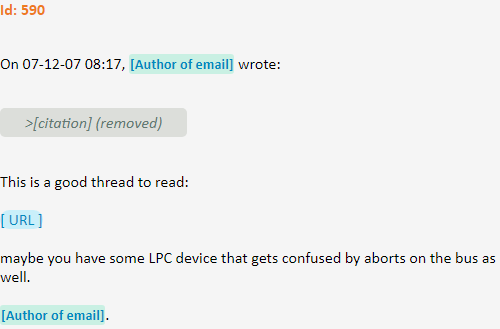 Id: 590
On 07-12-07 08:17, [Author of email] wrote:
>[citation] (removed)
This is a good thread to read:
[ URL ]
maybe you have some LPC device that gets confused by aborts on the bus as
well.
[Author of email].